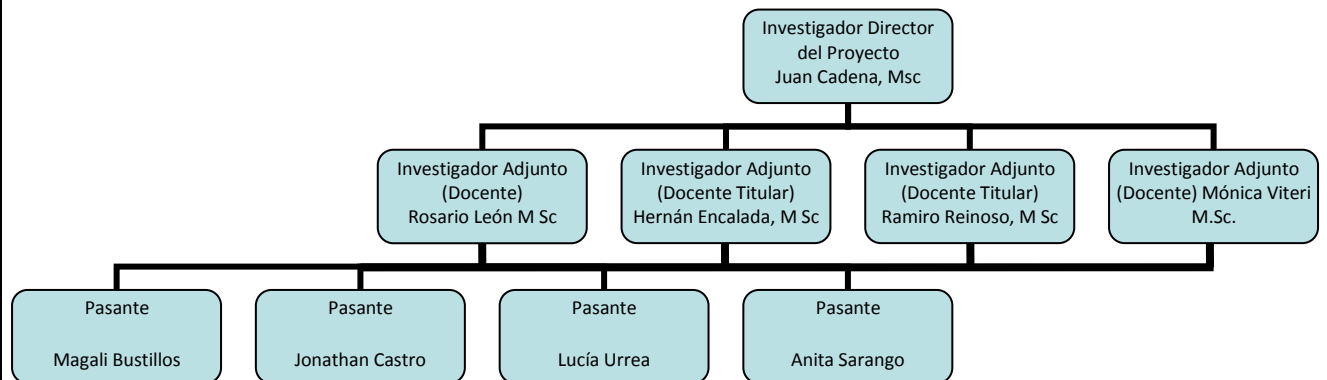 Investigador Director
del Proyecto
Juan Cadena, Msc
Investigador Adjunto
(Docente)
Rosario León M Sc
Investigador Adjunto
(Docente Titular)
Hernán Encalada, M Sc
Investigador Adjunto
(Docente Titular)
Ramiro Reinoso, M Sc
Investigador Adjunto
(Docente) Mónica Viteri
M.Sc.
Pasante
Magali Bustillos
Pasante
Jonathan Castro
Pasante
Lucía Urrea
Pasante
Anita Sarango